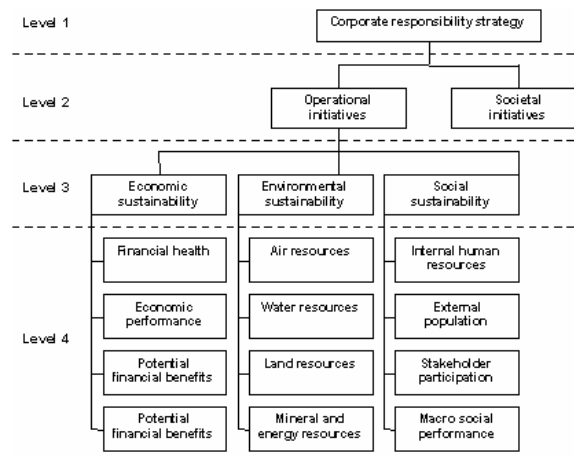 Level 1
Corporate responsibility strategy
Level 2
Operational
initiatives
Societal
initiatives
Level 3
Economic
sustainability
Environmental
sustainability
Social
sustainability
Level 4
Financial health
Air resources
Internal human
resources
Economic
performance
Water resources
External
population
Potential
financial benefits
Land resources
Stakeholder
participation
Potential
financial benefits
Mineral and
energy resources
Macro social
performance